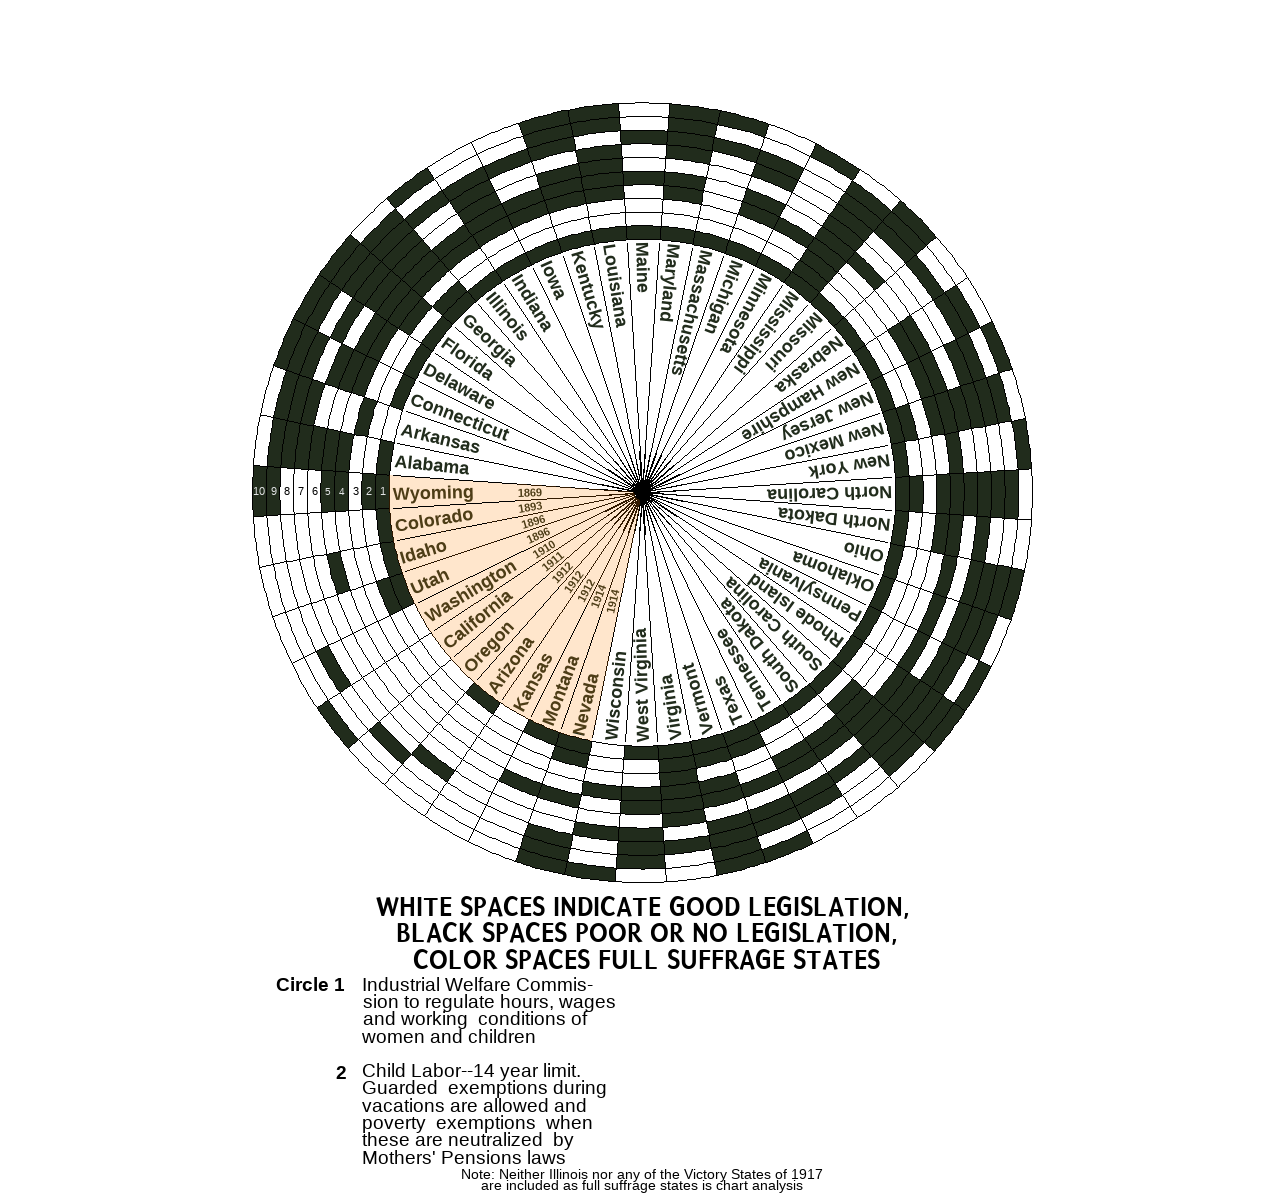 10 9 8 7 6 5 4 3 2 1
Wyoming 1869
Colorado 1893
Idaho 1896
Utah 1896
Washington 1910
California 1911
Oregon 1912
Arizona 1912
Kansas 1912
Montana 1914
Nevada 1914
Alabama
Arkansas
Connecticut
Delaware
Florida
Georgia
Illinois
Indiana
Iowa
Kentucky
Louisiana
Maine
Maryland
Massachusetts
Michigan
Minnesota
Mississippi
Missouri
Nebraska
New Hampshire
New Jersey
New Mexico
New York
North Carolina
North Dakota
Ohio
Oklahoma
Pennsylvania
Rhode Island
South Carolina
South Dakota
Tennessee
Texas
Vermont
Virginia
West Virginia
Wisconsin
WHITE SPACES INDICATE GOOD LEGISLATION,
BLACK SPACES POOR OR NO LEGISLATION,
COLOR SPACES FULL SUFFRAGE STATES
Circle 1 Industrial Welfare Commis-
sion to regulate hours, wages
and working conditions of
women and children
2 Child Labor--14 year limit.
Guarded exemptions during
vacations are allowed and
poverty exemptions when
these are neutralized by
Mothers' Pensions laws
Note: Neither Illinois nor any of the Victory States of 1917
are included as full suffrage states is chart analysis